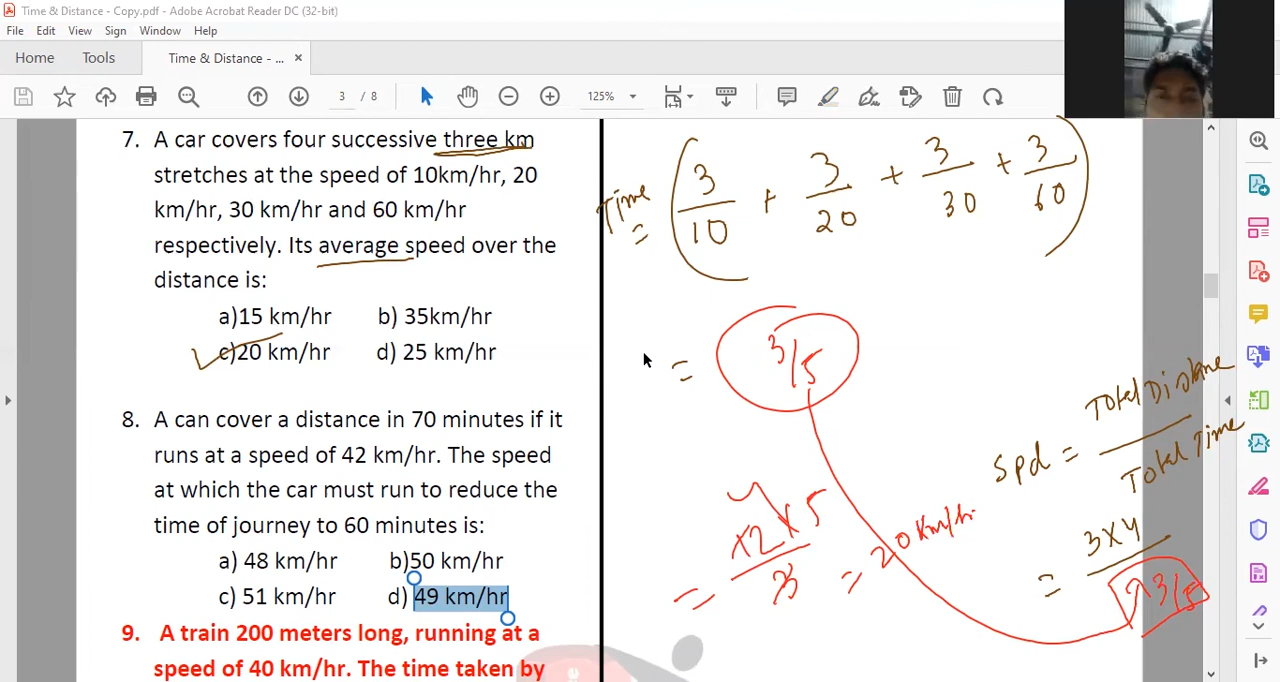 Time & Distance - Copy.pdf - Adobe Acrobat Reader DC (32-bit)
File Edit View Sign Window Help
Home Tools Time & Distance - ... ×
3 / 8 125%
7. A car covers four successive three km
stretches at the speed of 10km/hr, 20
km/hr, 30 km/hr and 60 km/hr
respectively. Its average speed over the
distance is:
a)15 km/hr b) 35km/hr
c)20 km/hr d) 25 km/hr
8. A can cover a distance in 70 minutes if it
runs at a speed of 42 km/hr. The speed
at which the car must run to reduce the
time of journey to 60 minutes is:
a) 48 km/hr b)50 km/hr
c) 51 km/hr d) 49 km/hr
9. A train 200 meters long, running at a
speed of 40 km/hr. The time taken by
Time = ( 3/10 + 3/20 + 3/30 + 3/60 )
= 3/5
Spd = Total Distane / Total Time
= 3×4 / 3/5
= 12×5 / 3 = 20 Km/hr